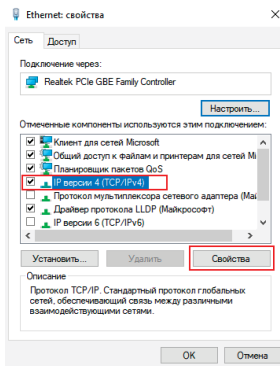 Ethernet: свойства
Сеть Доступ
Подключение через:
Realtek PCIe GBE Family Controller
Настроить...
Отмеченные компоненты используются этим подключением:
Клиент для сетей Microsoft
Общий доступ к файлам и принтерам для сетей Mi
Планировщик пакетов QoS
IP версии 4 (TCP/IPv4)
Протокол мультиплексора сетевого адаптера (Май
Драйвер протокола LLDP (Майкрософт)
IP версии 6 (TCP/IPv6)
Установить... Удалить Свойства
Описание
Протокол TCP/IP. Стандартный протокол глобальных
сетей, обеспечивающий связь между различными
взаимодействующими сетями.
OK Отмена